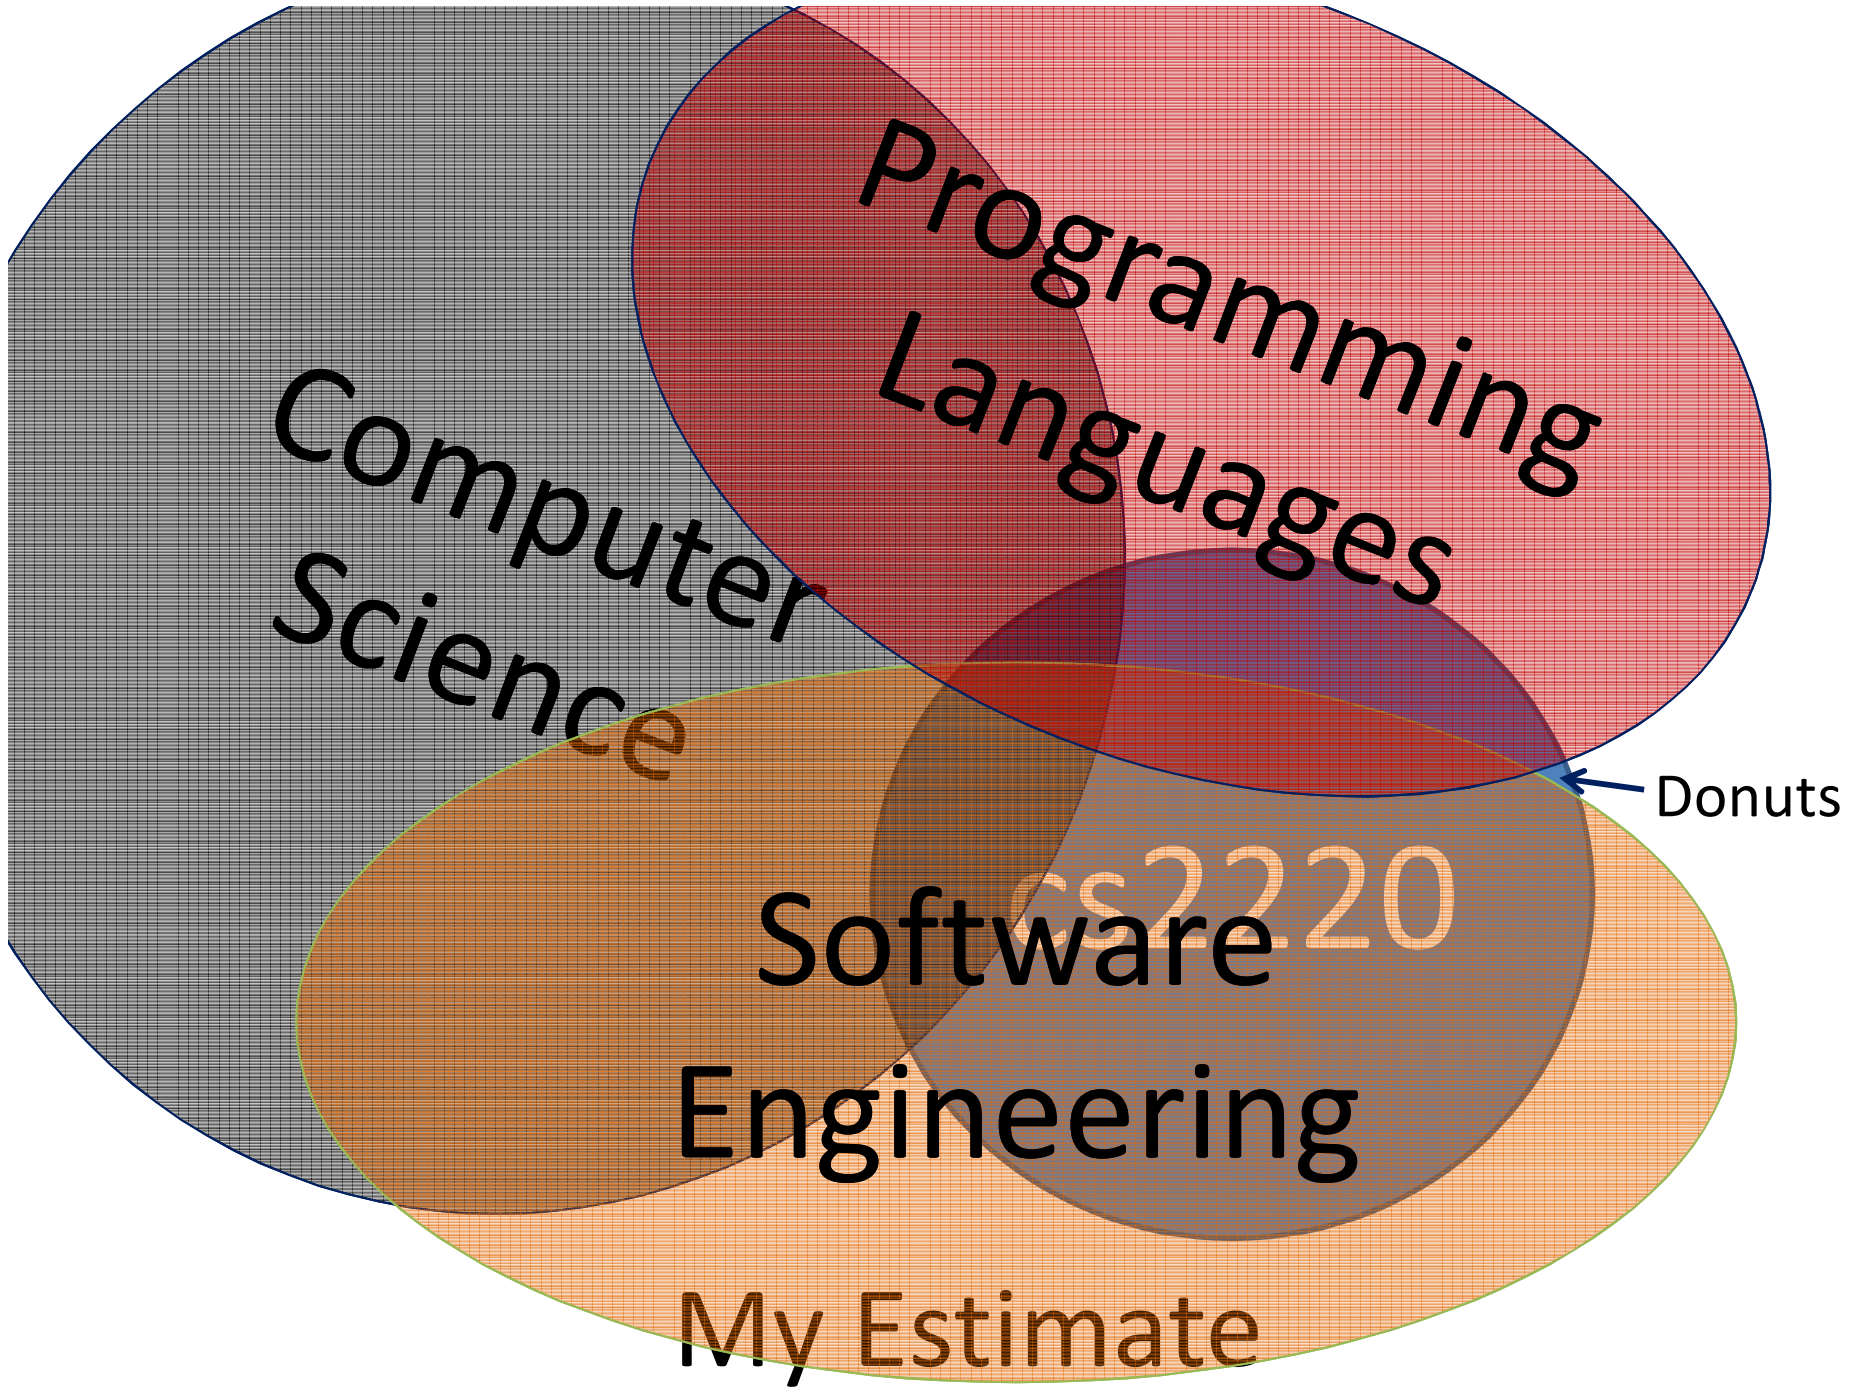 Programming
Languages
Computer
Science
Donuts
cs2220
Software
Engineering
My Estimate